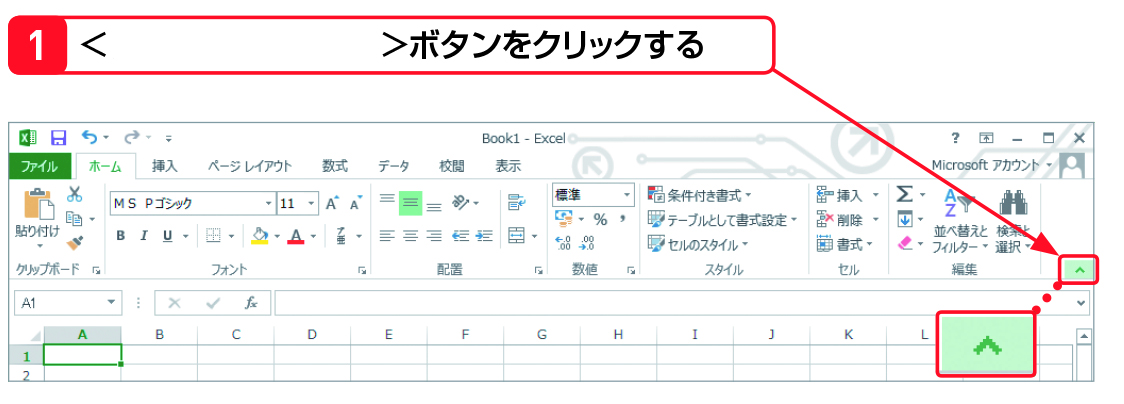 1 < >ボタンをクリックする
Book1 - Excel ?
ファイル ホーム 挿入 ページ レイアウト 数式 データ 校閲 表示 Microsoft アカウント
貼り付け
クリップボード
MS Pゴシック 11 A A
B I U A
フォント
配置
標準
% ,
.0 .00
.00 .0
数値
条件付き書式
テーブルとして書式設定
セルのスタイル
スタイル
挿入
削除
書式
セル
Σ
A
Z
並べ替えと
フィルター
検索と
選択
編集
A1 fx
A B C D E F G H I J K L
1
2